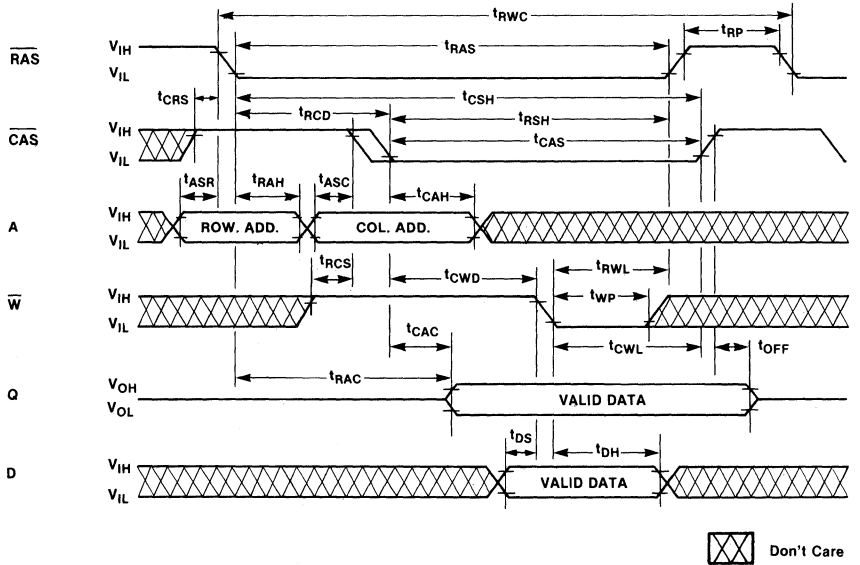 tRWC
RAS
VIH
VIL
tRAS
tRP
tCRS
tCSH
tRCD
tRSH
CAS
VIH
VIL
tCAS
tASR
tRAH
tASC
tCAH
A
VIH
VIL
ROW. ADD.
COL. ADD.
tRCS
tCWD
tRWL
W
VIH
VIL
tWP
tCAC
tCWL
tOFF
tRAC
Q
VOH
VOL
VALID DATA
tDS
tDH
D
VIH
VIL
VALID DATA
Don't Care